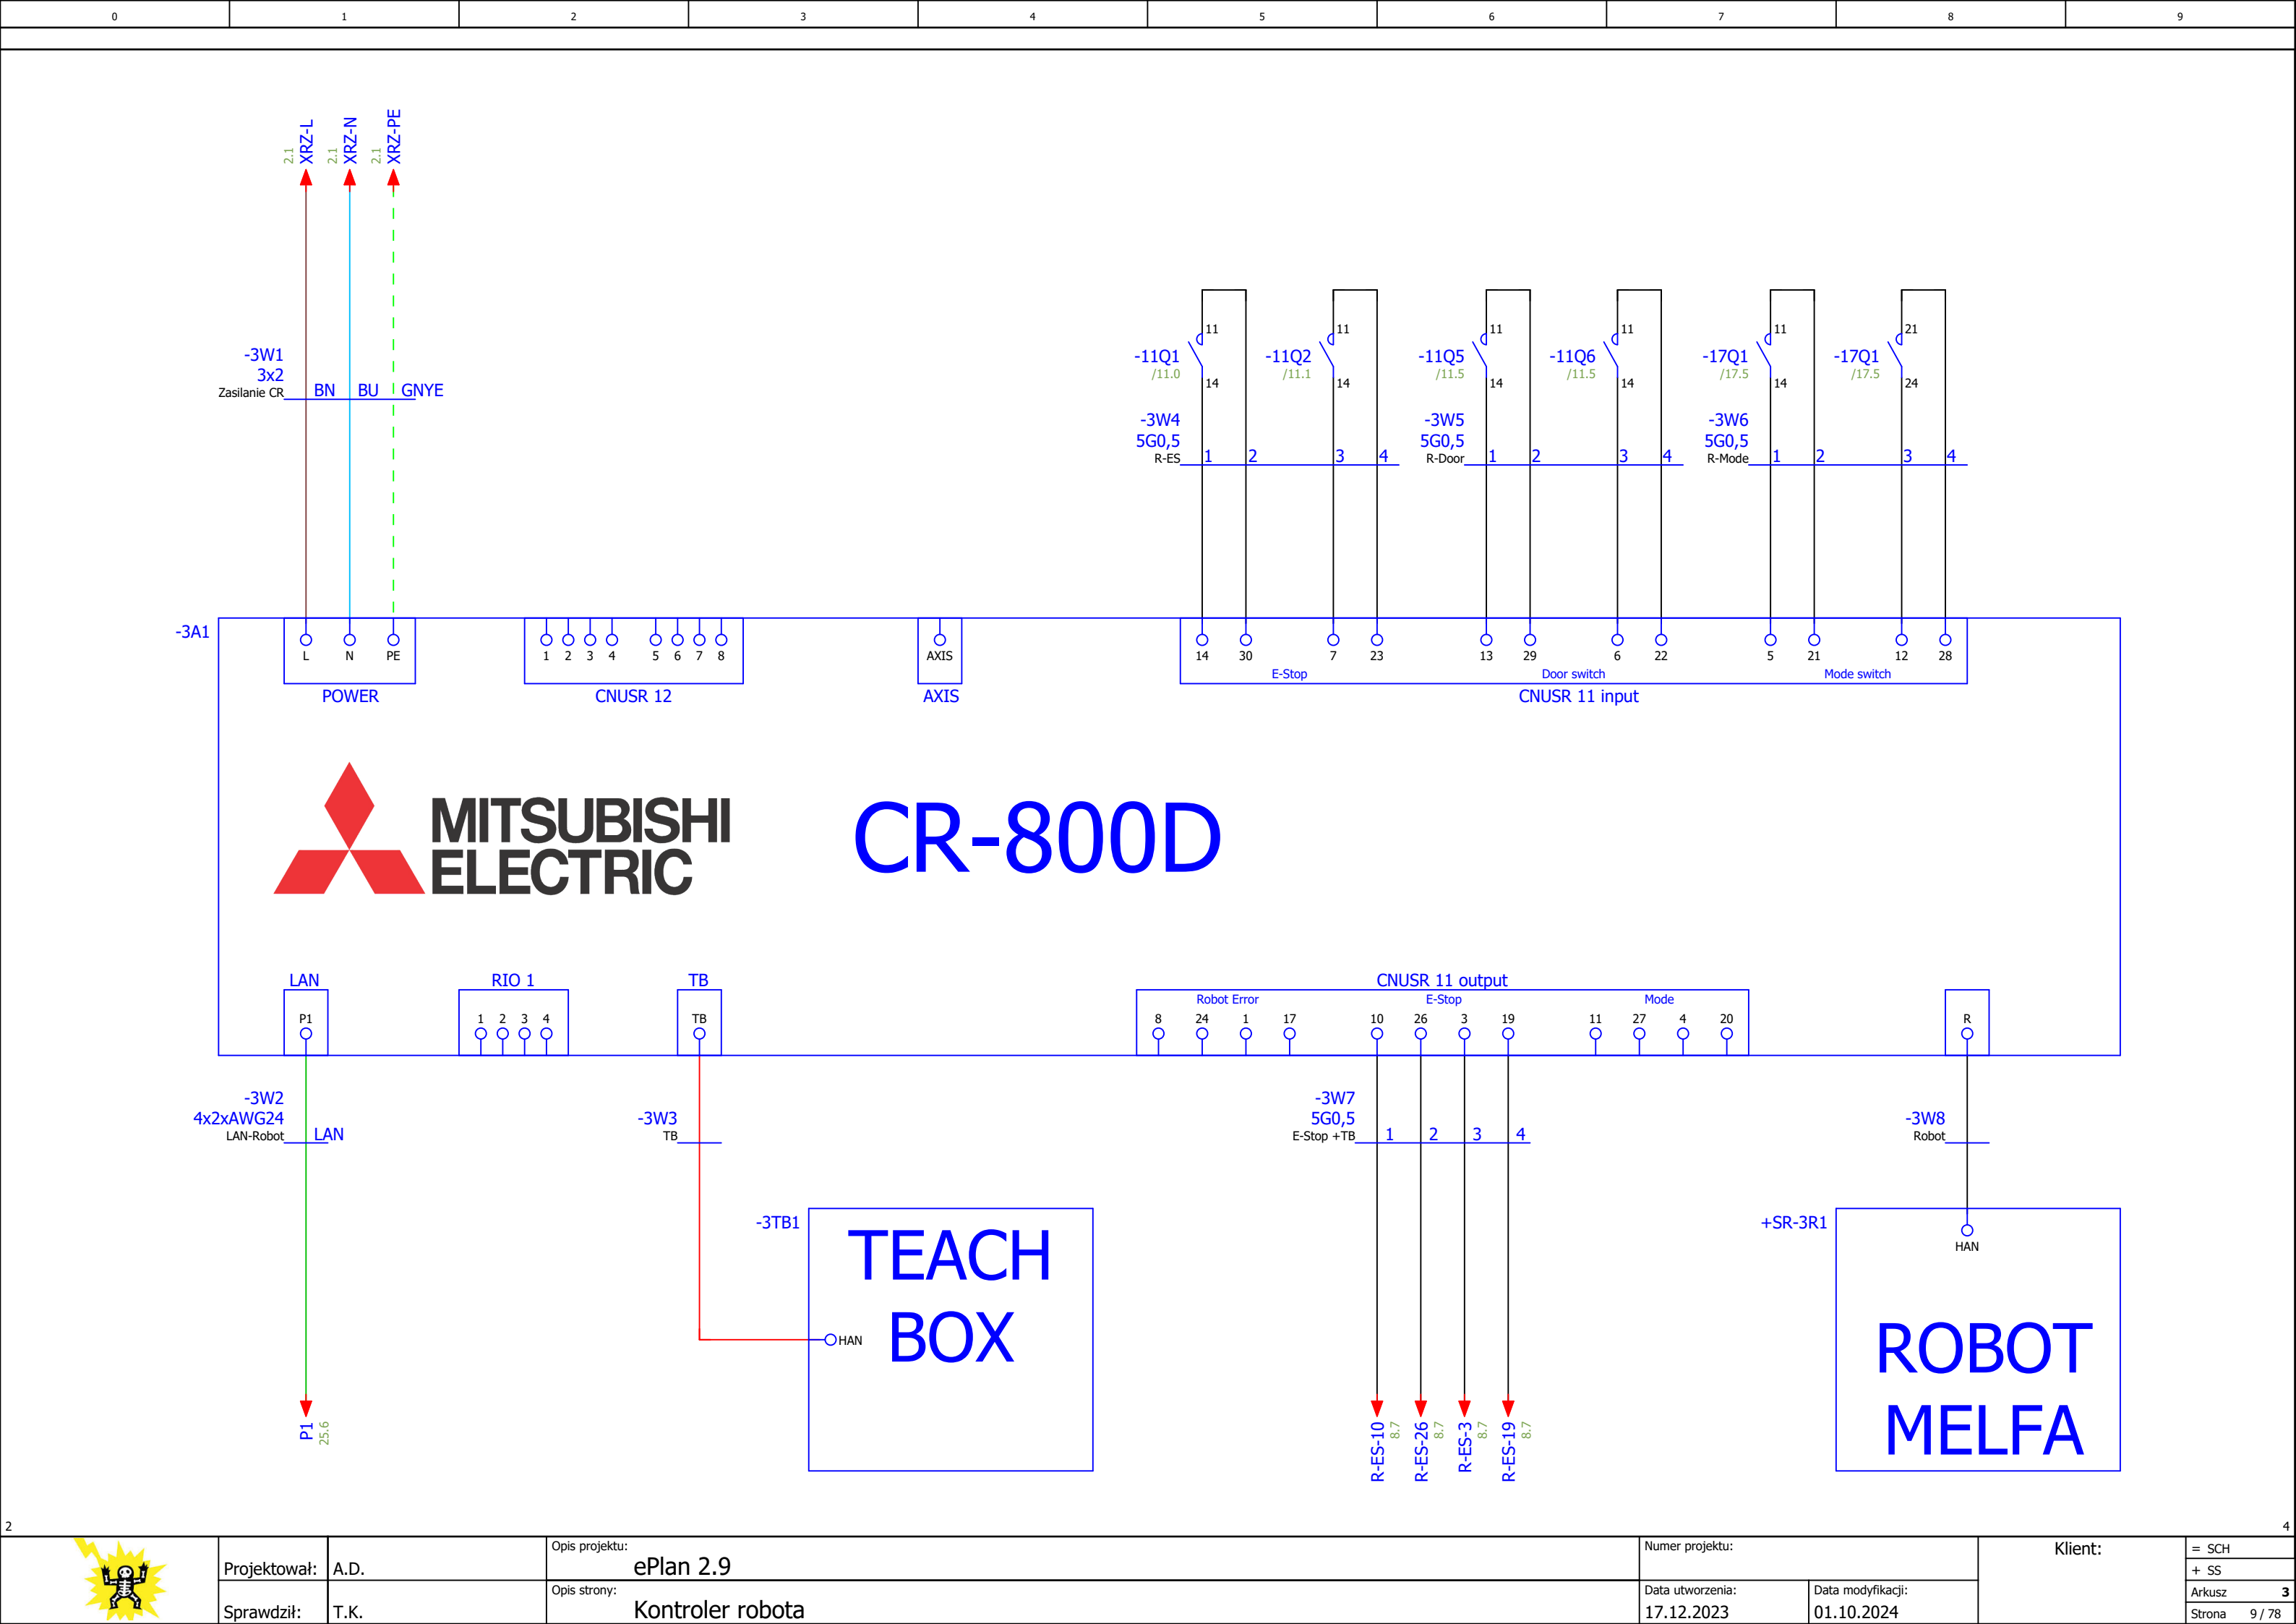 0 1 2 3 4 5 6 7 8 9
2.1 XRZ-L 2.1 XRZ-N 2.1 XRZ-PE
-3W1
3x2
Zasilanie CR BN BU GNYE
11 11 11 11 11 21
-11Q1 -11Q2 -11Q5 -11Q6 -17Q1 -17Q1
/11.0 /11.1 /11.5 /11.5 /17.5 /17.5
14 14 14 14 14 24
-3W4 -3W5 -3W6
5G0,5 5G0,5 5G0,5
R-ES 1 2 3 4 R-Door 1 2 3 4 R-Mode 1 2 3 4
-3A1
L N PE 1 2 3 4 5 6 7 8 AXIS 14 30 7 23 13 29 6 22 5 21 12 28
E-Stop Door switch Mode switch
POWER CNUSR 12 AXIS CNUSR 11 input
MITSUBISHI
ELECTRIC
CR-800D
LAN RIO 1 TB CNUSR 11 output
Robot Error E-Stop Mode
P1 1 2 3 4 TB 8 24 1 17 10 26 3 19 11 27 4 20 R
-3W2
4x2xAWG24
LAN-Robot LAN
-3W3
TB
-3W7
5G0,5
E-Stop +TB 1 2 3 4
-3W8
Robot
-3TB1
TEACH
BOX
HAN
+SR-3R1
HAN
ROBOT
MELFA
P1 25.6
R-ES-10 8.7 R-ES-26 8.7 R-ES-3 8.7 R-ES-19 8.7
2 4
Projektował: A.D.
Sprawdził: T.K.
Opis projektu:
ePlan 2.9
Opis strony:
Kontroler robota
Numer projektu:
Data utworzenia:
17.12.2023
Data modyfikacji:
01.10.2024
Klient:
= SCH
+ SS
Arkusz 3
Strona 9 / 78